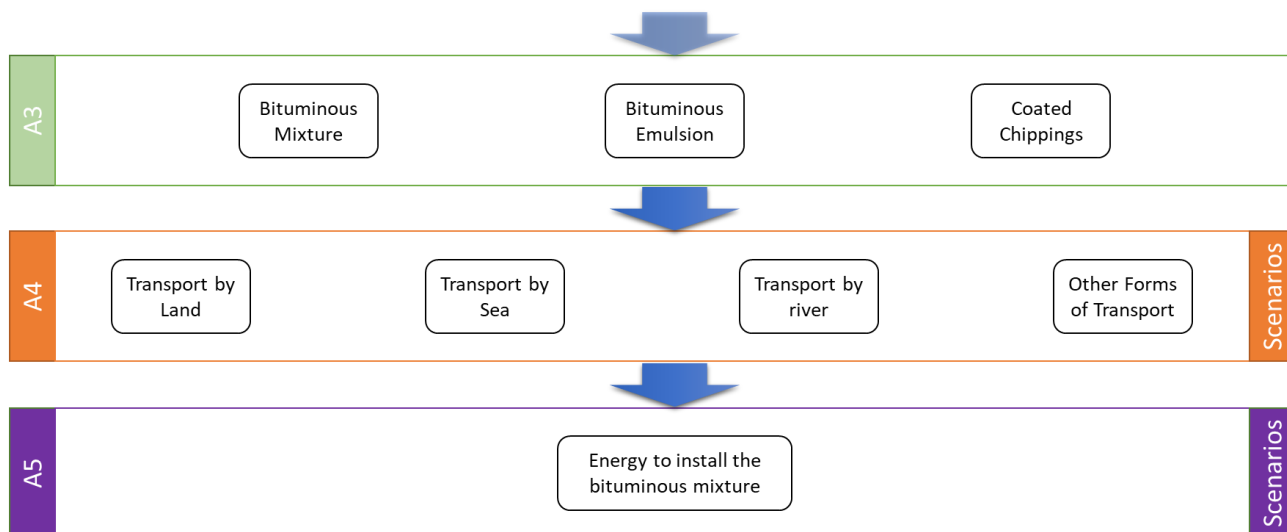 A3
Bituminous
Mixture
Bituminous
Emulsion
Coated
Chippings
A4
Transport by
Land
Transport by
Sea
Transport by
river
Other Forms
of Transport
Scenarios
A5
Energy to install the
bituminous mixture
Scenarios